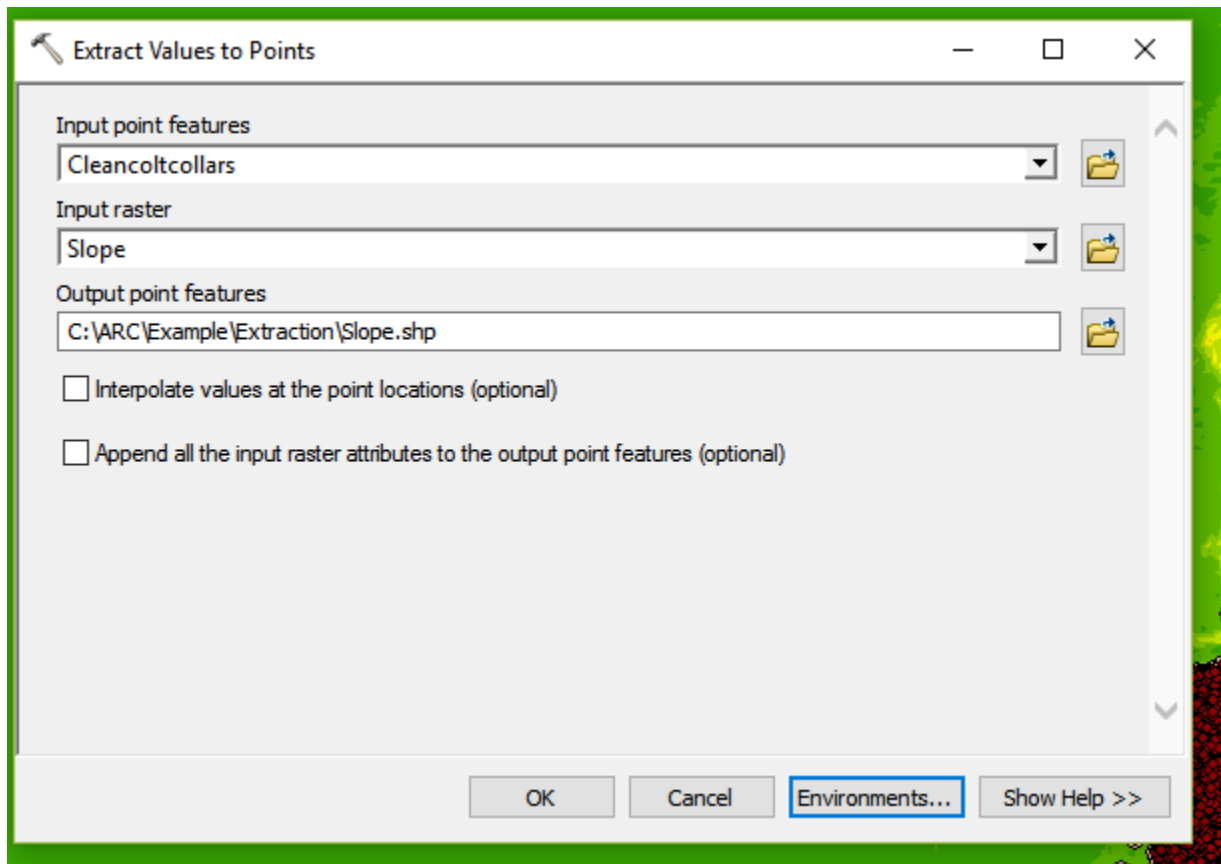 Extract Values to Points
Input point features
Cleancoltcollars
Input raster
Slope
Output point features
C:\ARC\Example\Extraction\Slope.shp
Interpolate values at the point locations (optional)
Append all the input raster attributes to the output point features (optional)
OK Cancel Environments... Show Help >>